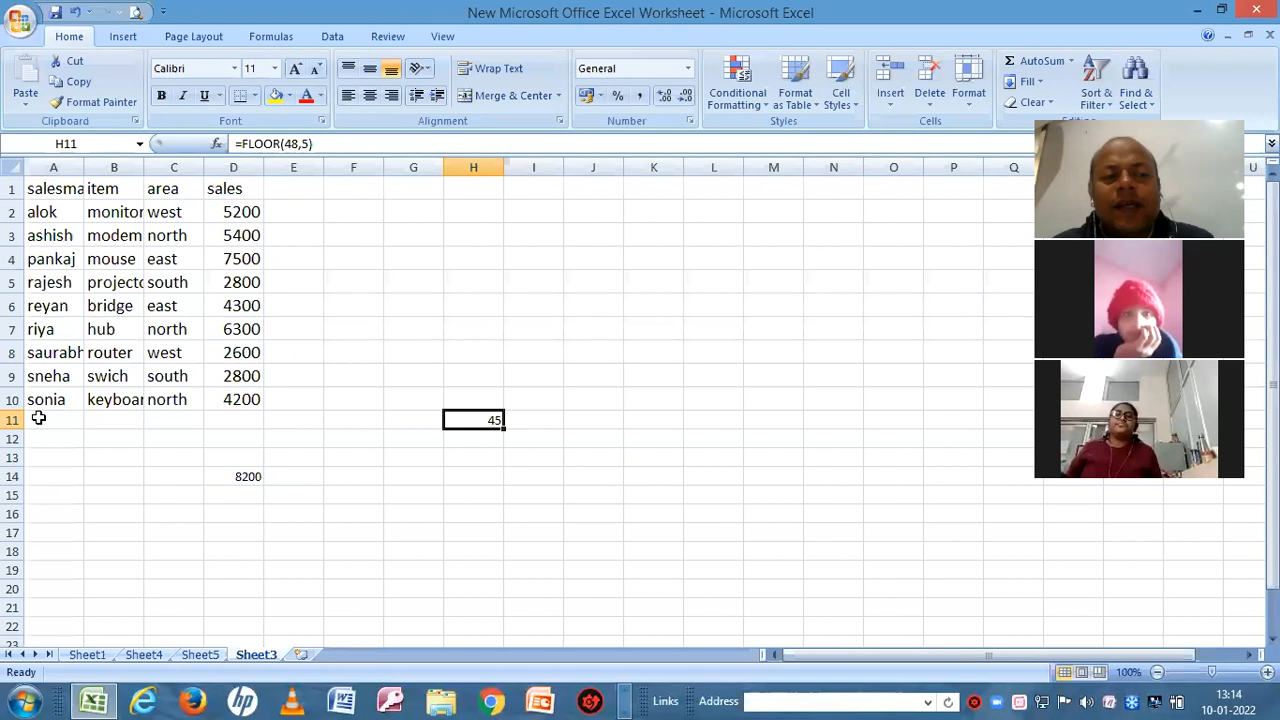 New Microsoft Office Excel Worksheet - Microsoft Excel
Home Insert Page Layout Formulas Data Review View
Cut
Copy
Format Painter
Paste
Clipboard
Calibri 11
B I U
Font
Wrap Text
Merge & Center
Alignment
General
Number
Conditional Formatting
Format as Table
Cell Styles
Styles
Insert Delete Format
Cells
AutoSum
Fill
Clear
Sort & Filter
Find & Select
H11 fx =FLOOR(48,5)
A B C D E F G H I J K L M N O P Q U
1 salesma item area sales
2 alok monitor west 5200
3 ashish modem north 5400
4 pankaj mouse east 7500
5 rajesh projecto south 2800
6 reyan bridge east 4300
7 riya hub north 6300
8 saurabh router west 2600
9 sneha swich south 2800
10 sonia keyboar north 4200
11 45
12
13
14 8200
15
16
17
18
19
20
21
22
23
Sheet1 Sheet4 Sheet5 Sheet3
Ready 100%
Links Address 13:14
10-01-2022